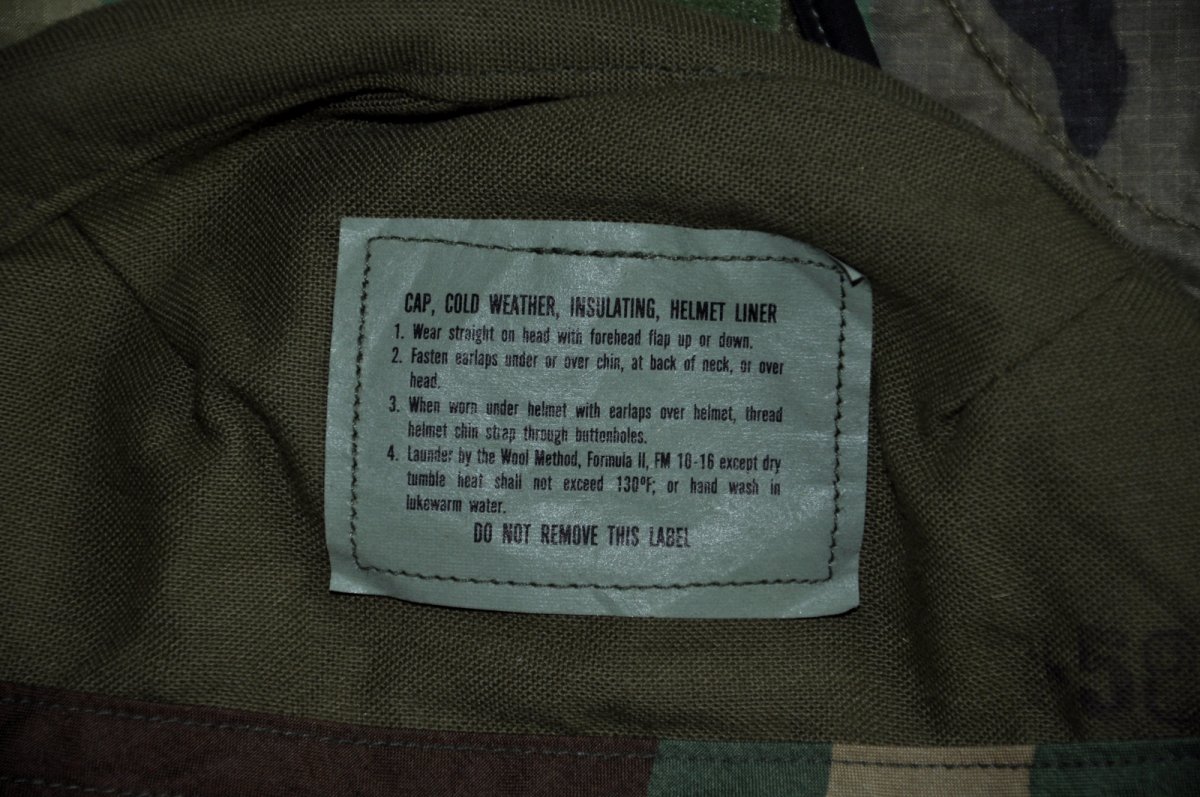 CAP, COLD WEATHER, INSULATING, HELMET LINER
1. Wear straight on head with forehead flap up or down.
2. Fasten earlaps under or over chin, at back of neck, or over
head.
3. When worn under helmet with earlaps over helmet, thread
helmet chin strap through buttonholes.
4. Launder by the Wool Method, Formula II, FM 10-16 except dry
tumble heat shall not exceed 130°F; or hand wash in
lukewarm water.
DO NOT REMOVE THIS LABEL